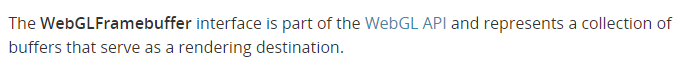 The WebGLFramebuffer interface is part of the WebGL API and represents a collection of
buffers that serve as a rendering destination.